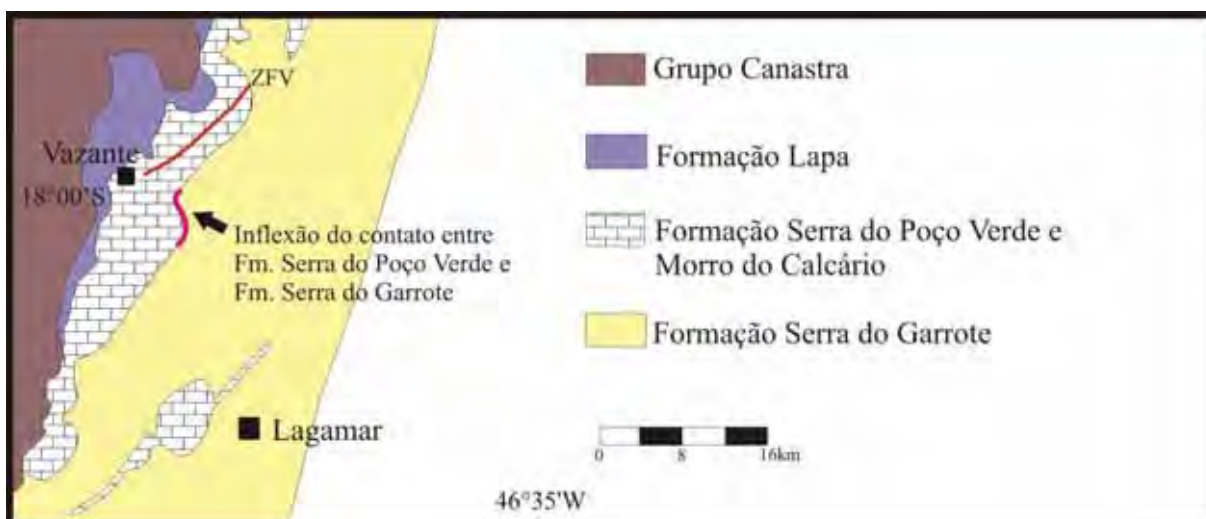 ZFV
Vazante
18°00'S
Inflexão do contato entre
Fm. Serra do Poço Verde e
Fm. Serra do Garrote
Lagamar
46°35'W
Grupo Canastra
Formação Lapa
Formação Serra do Poço Verde e
Morro do Calcário
Formação Serra do Garrote
0 8 16km